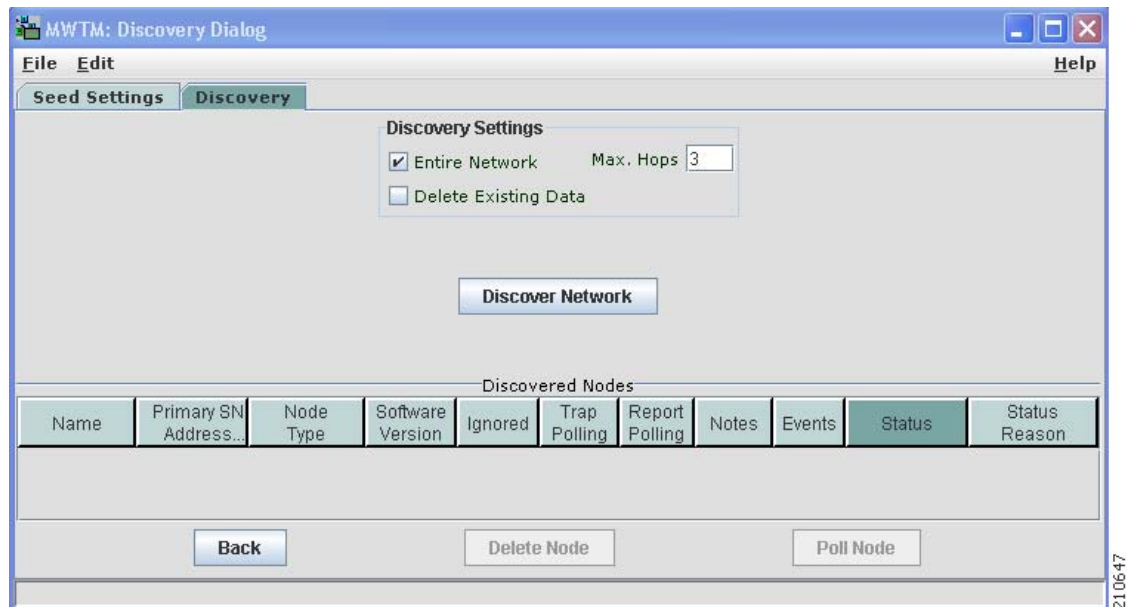 MWTM: Discovery Dialog
File Edit Help
Seed Settings Discovery
Discovery Settings
Entire Network Max. Hops 3
Delete Existing Data
Discover Network
Discovered Nodes
Name Primary SN Address... Node Type Software Version Ignored Trap Polling Report Polling Notes Events Status Status Reason
Back Delete Node Poll Node
210647